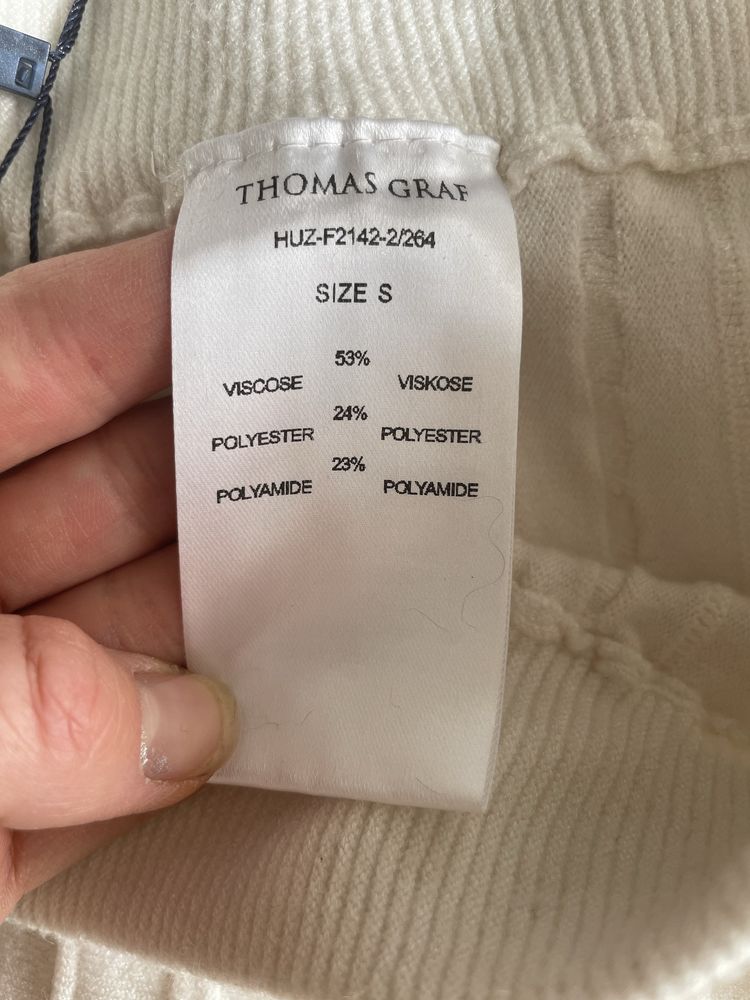 THOMAS GRAF
HUZ-F2142-2/264
SIZE S
53%
VISCOSE VISKOSE
24%
POLYESTER POLYESTER
23%
POLYAMIDE POLYAMIDE